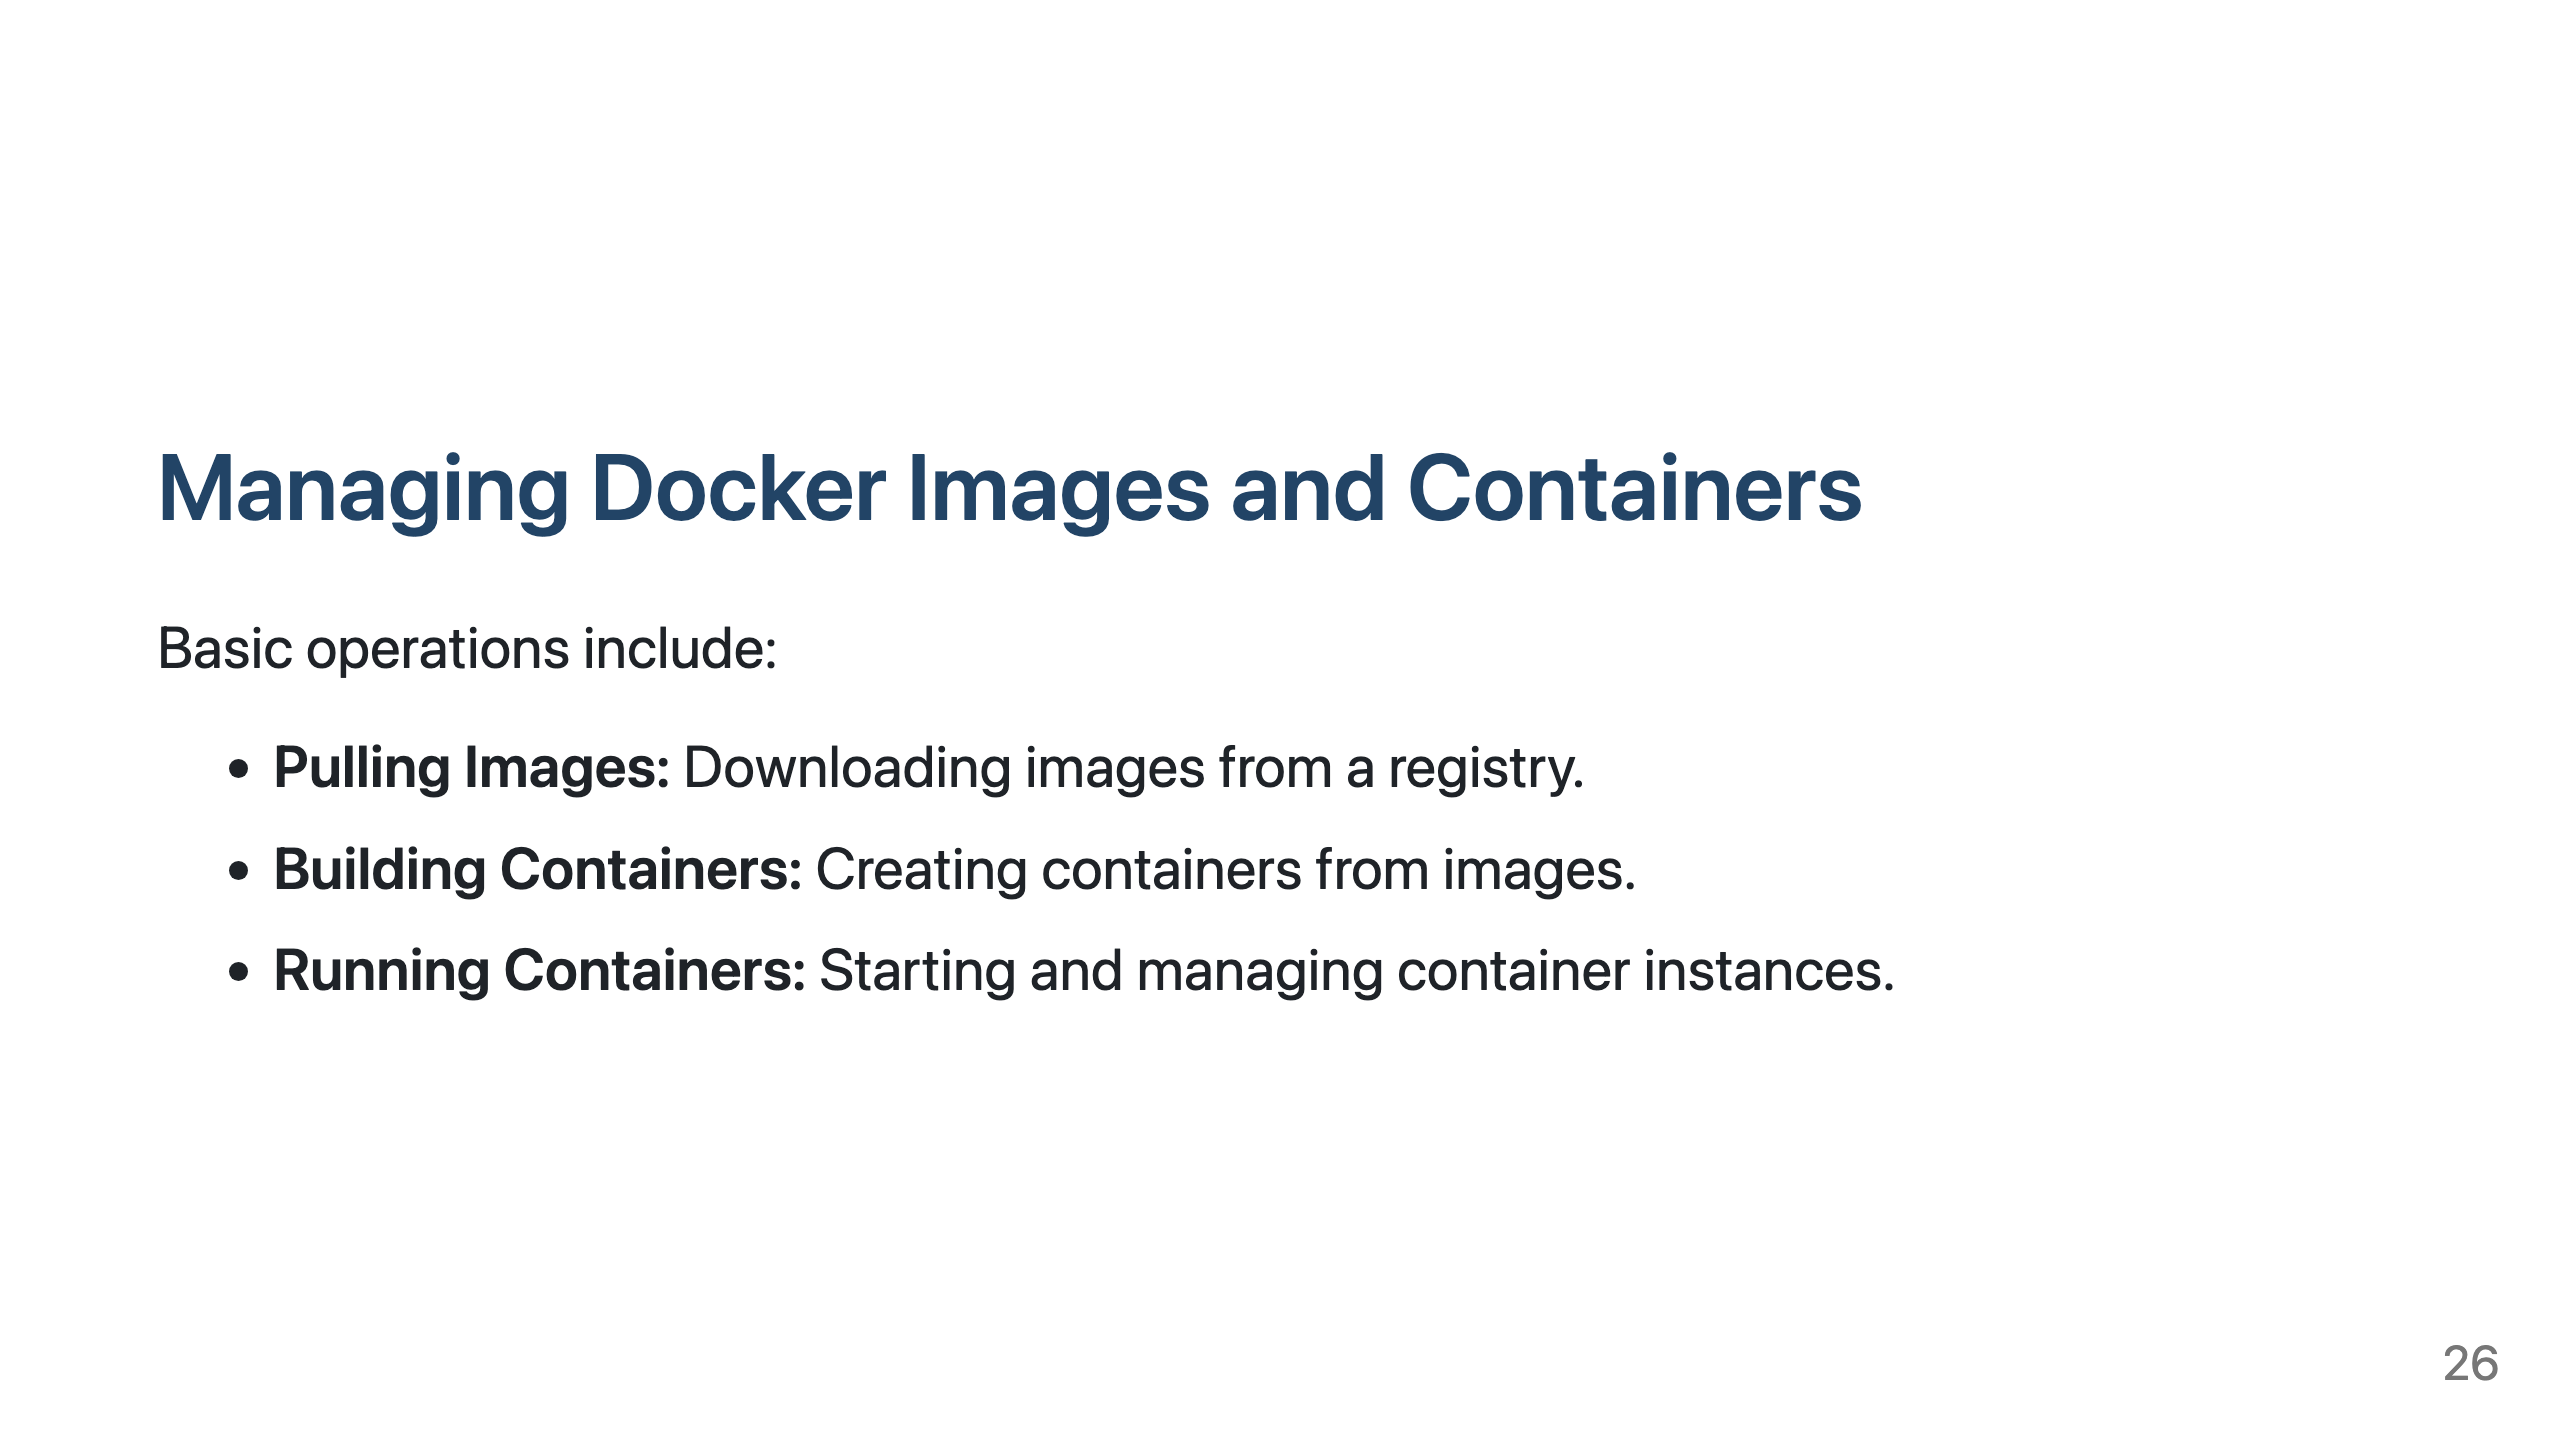 Managing Docker Images and Containers
Basic operations include:
• Pulling Images: Downloading images from a registry.
• Building Containers: Creating containers from images.
• Running Containers: Starting and managing container instances.
26